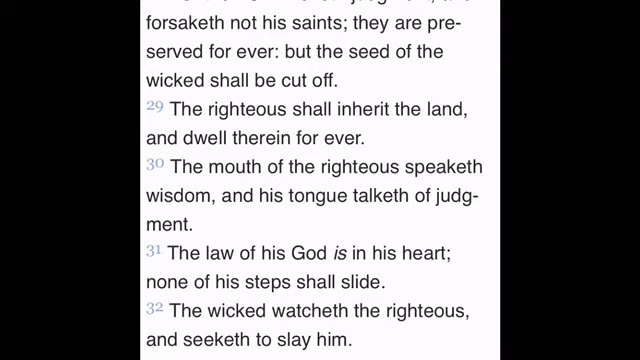 forsaketh not his saints; they are pre-
served for ever: but the seed of the
wicked shall be cut off.
29 The righteous shall inherit the land,
and dwell therein for ever.
30 The mouth of the righteous speaketh
wisdom, and his tongue talketh of judg-
ment.
31 The law of his God is in his heart;
none of his steps shall slide.
32 The wicked watcheth the righteous,
and seeketh to slay him.